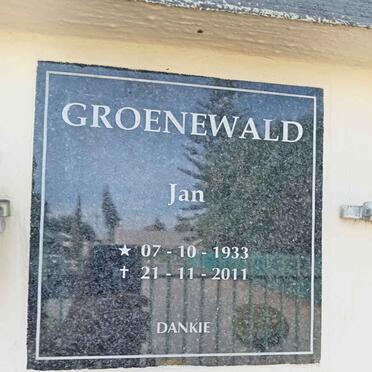 GROENEWALD
Jan
★ 07 - 10 - 1933
✝ 21 - 11 - 2011
DANKIE